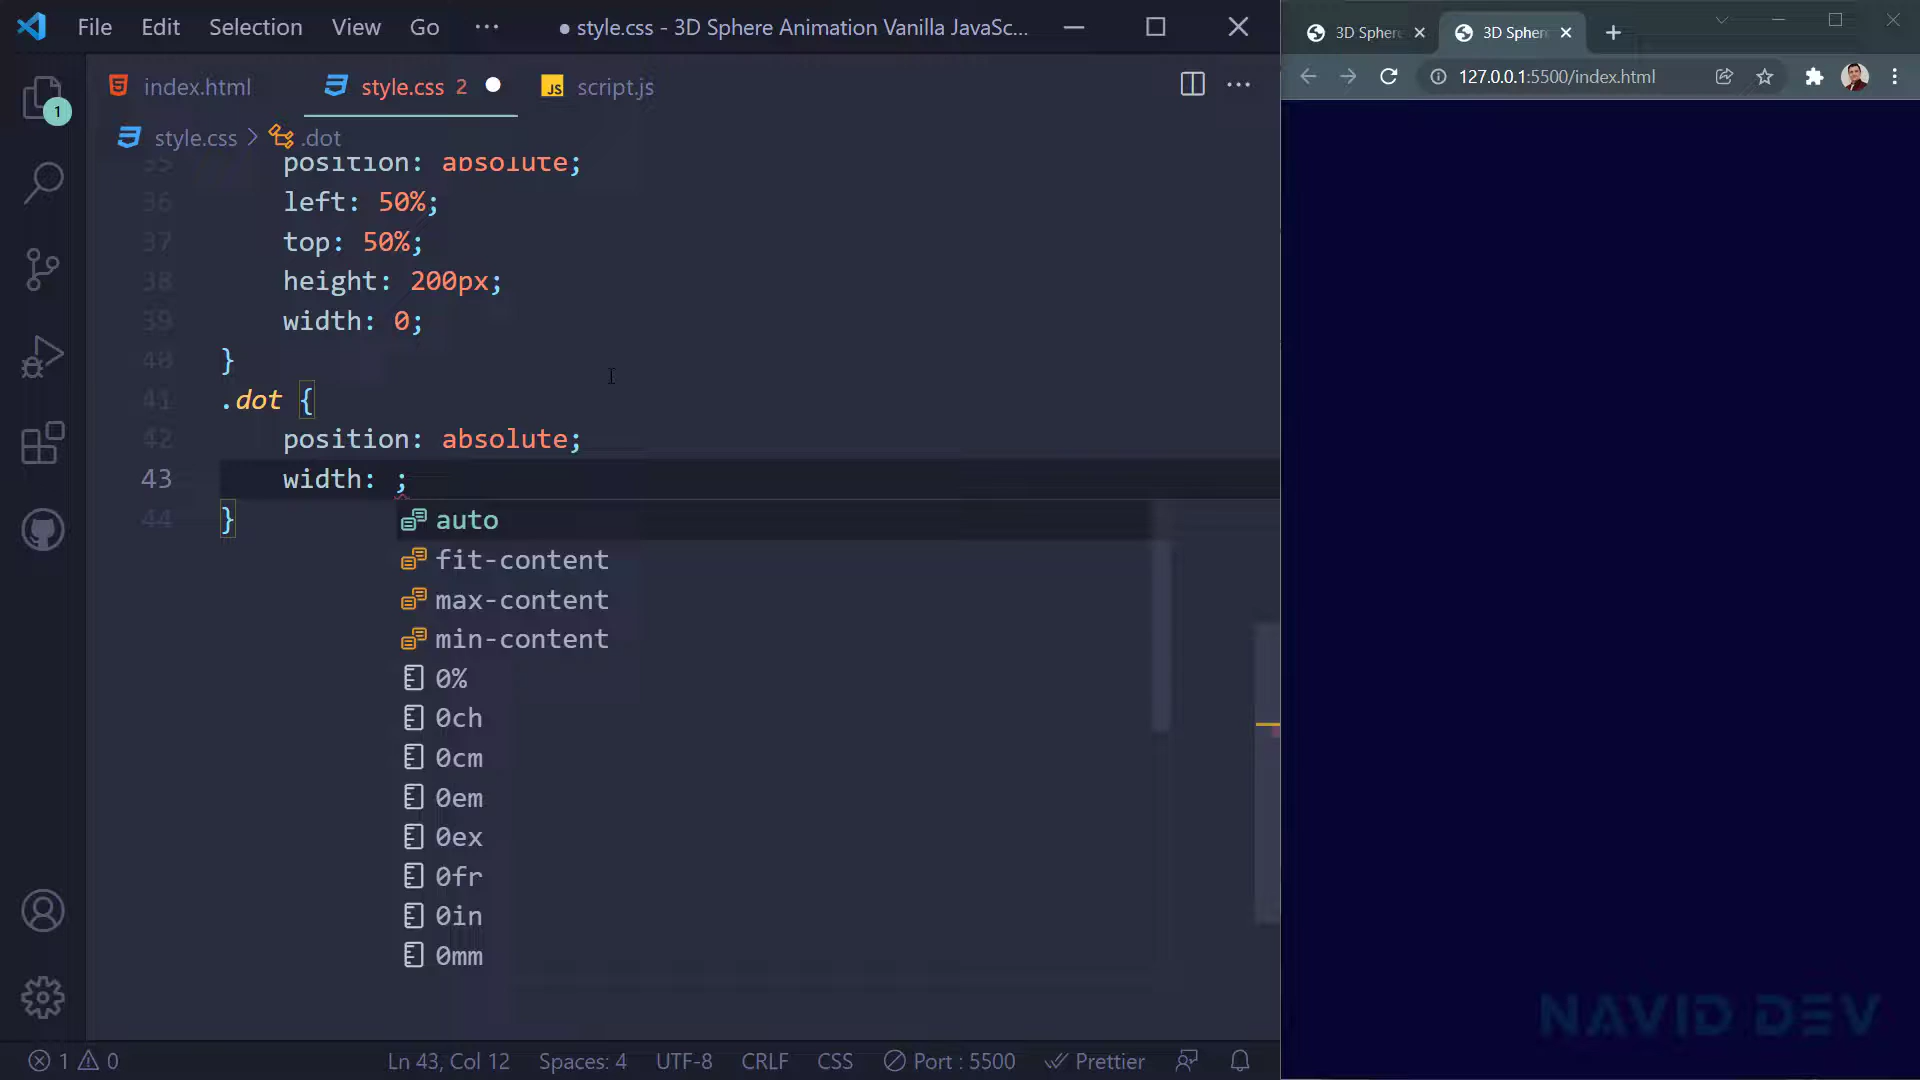 File Edit Selection View Go ··· ● style.css - 3D Sphere Animation Vanilla JavaSc...
3D Sphere
3D Spher
127.0.0.1:5500/index.html
index.html
style.css 2
JS script.js
1
style.css > .dot
35 position: absolute;
36 left: 50%;
37 top: 50%;
38 height: 200px;
39 width: 0;
40 }
41 .dot {
42 position: absolute;
43 width: ;
44 }
auto
fit-content
max-content
min-content
0%
0ch
0cm
0em
0ex
0fr
0in
0mm
NAVID DEV
1 0 Ln 43, Col 12 Spaces: 4 UTF-8 CRLF CSS Port : 5500 Prettier